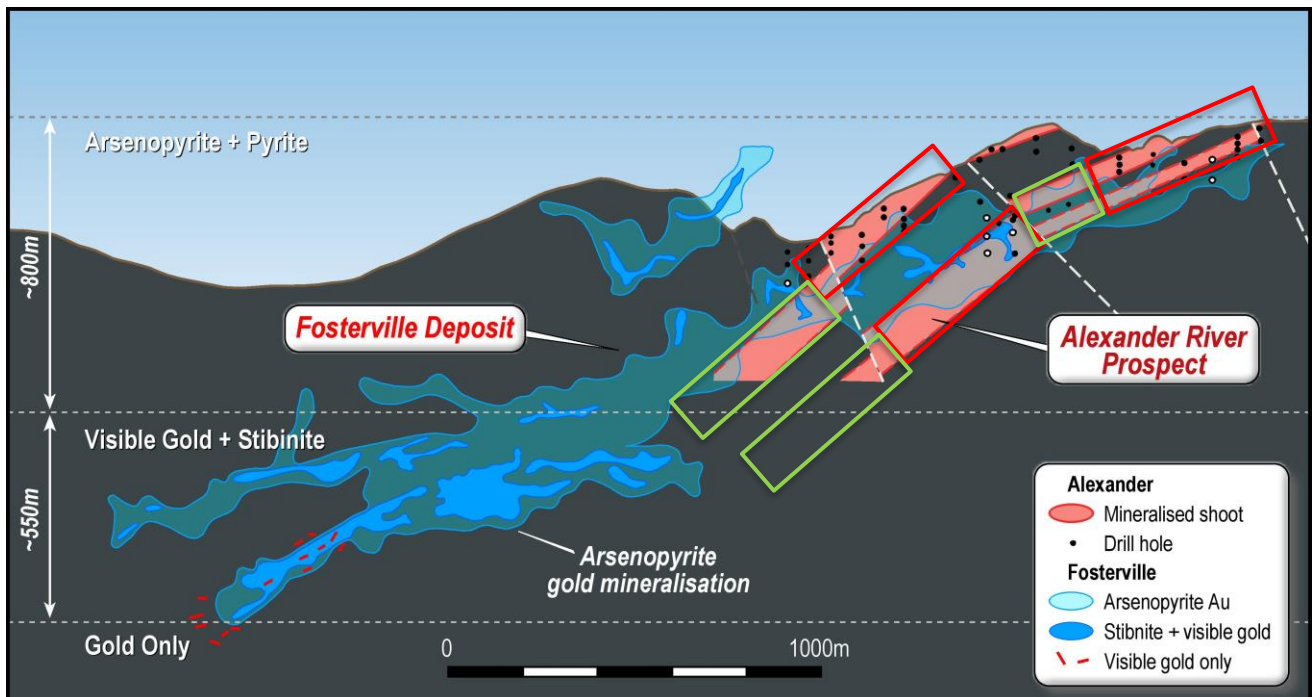 Arsenopyrite + Pyrite
~800m
Fosterville Deposit
Alexander River
Prospect
Visible Gold + Stibinite
~550m
Arsenopyrite
gold mineralisation
Gold Only
0
1000m
Alexander
Mineralised shoot
Drill hole
Fosterville
Arsenopyrite Au
Stibnite + visible gold
Visible gold only